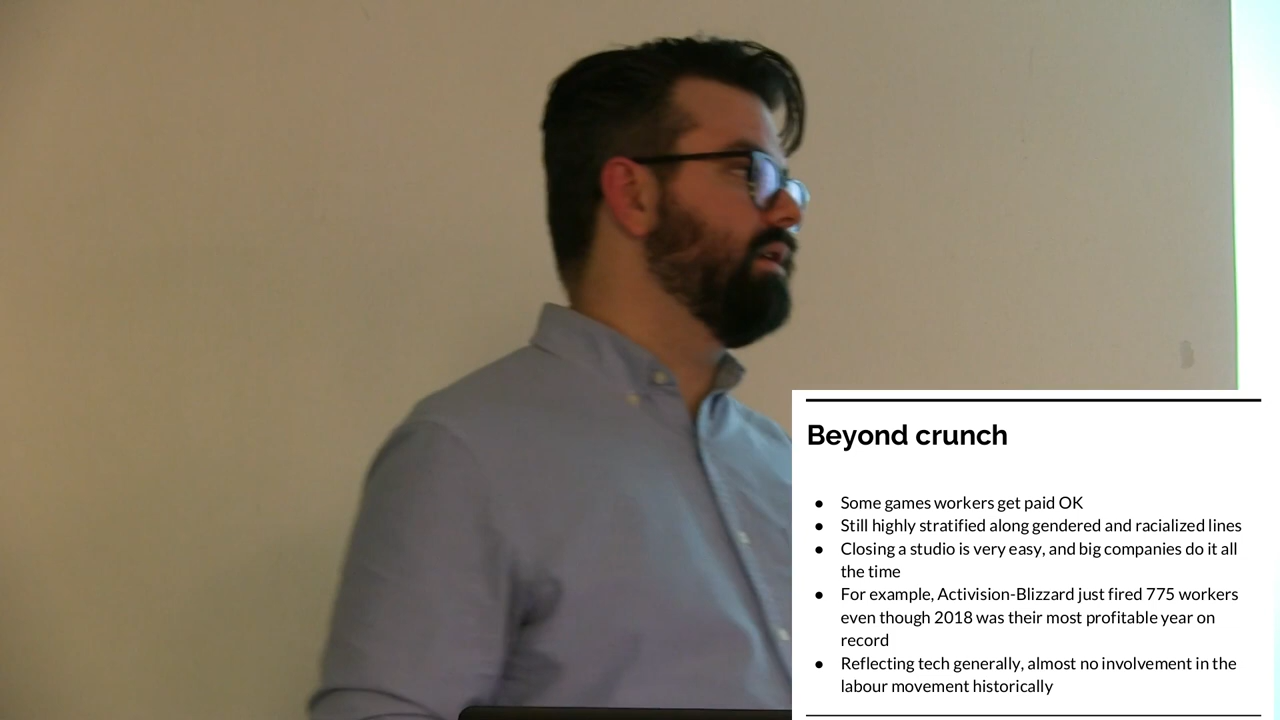 Beyond crunch
● Some games workers get paid OK
● Still highly stratified along gendered and racialized lines
● Closing a studio is very easy, and big companies do it all
the time
● For example, Activision-Blizzard just fired 775 workers
even though 2018 was their most profitable year on
record
● Reflecting tech generally, almost no involvement in the
labour movement historically